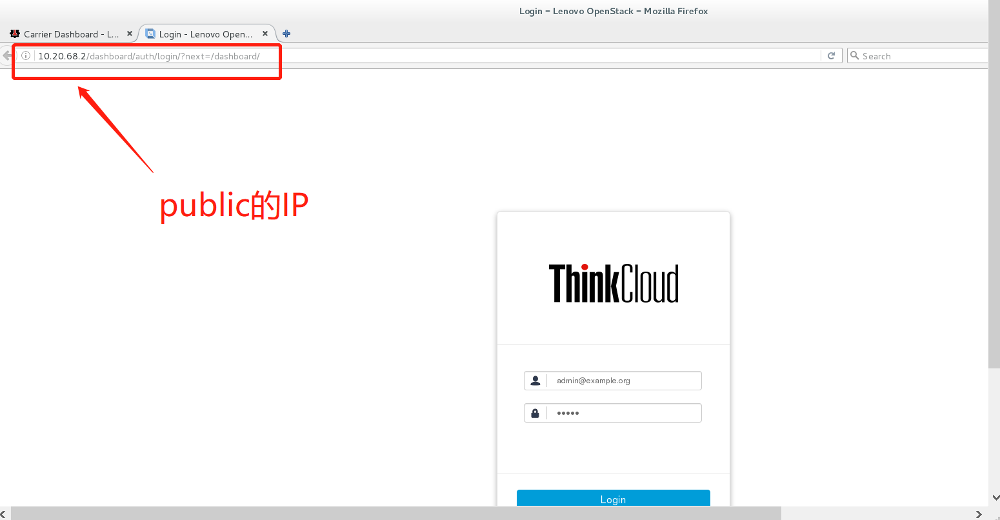 Login – Lenovo OpenStack – Mozilla Firefox
Carrier Dashboard - L...
Login - Lenovo Open...
10.20.68.2/dashboard/auth/login/?next=/dashboard/
Search
public的IP
ThinkCloud
admin@example.org
Login